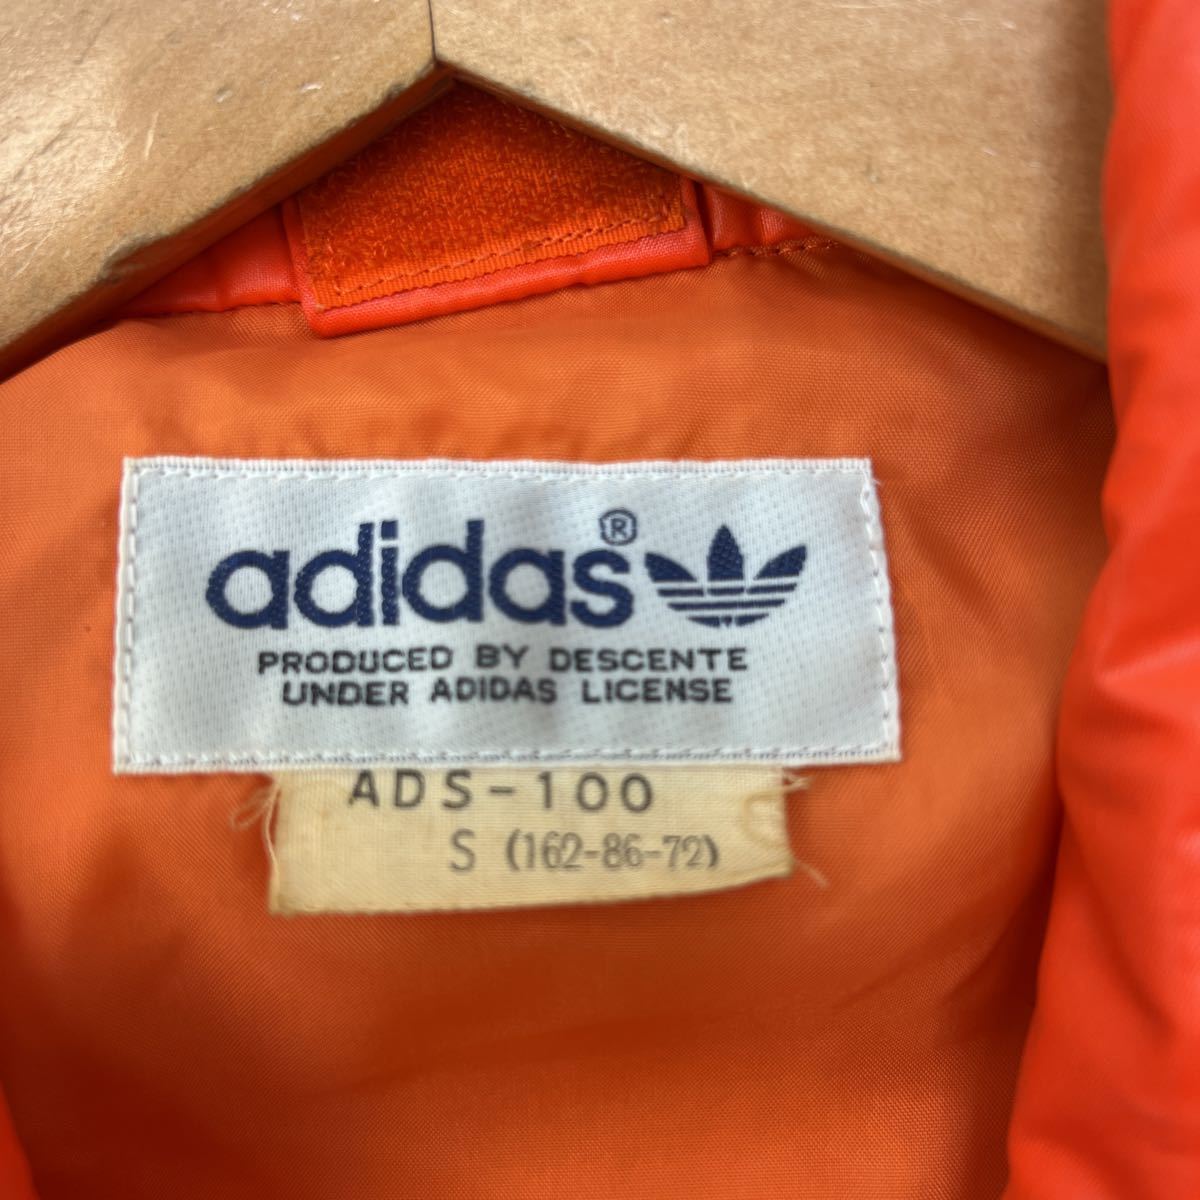 adidas®
PRODUCED BY DESCENTE
UNDER ADIDAS LICENSE
ADS-100
S (162-86-72)